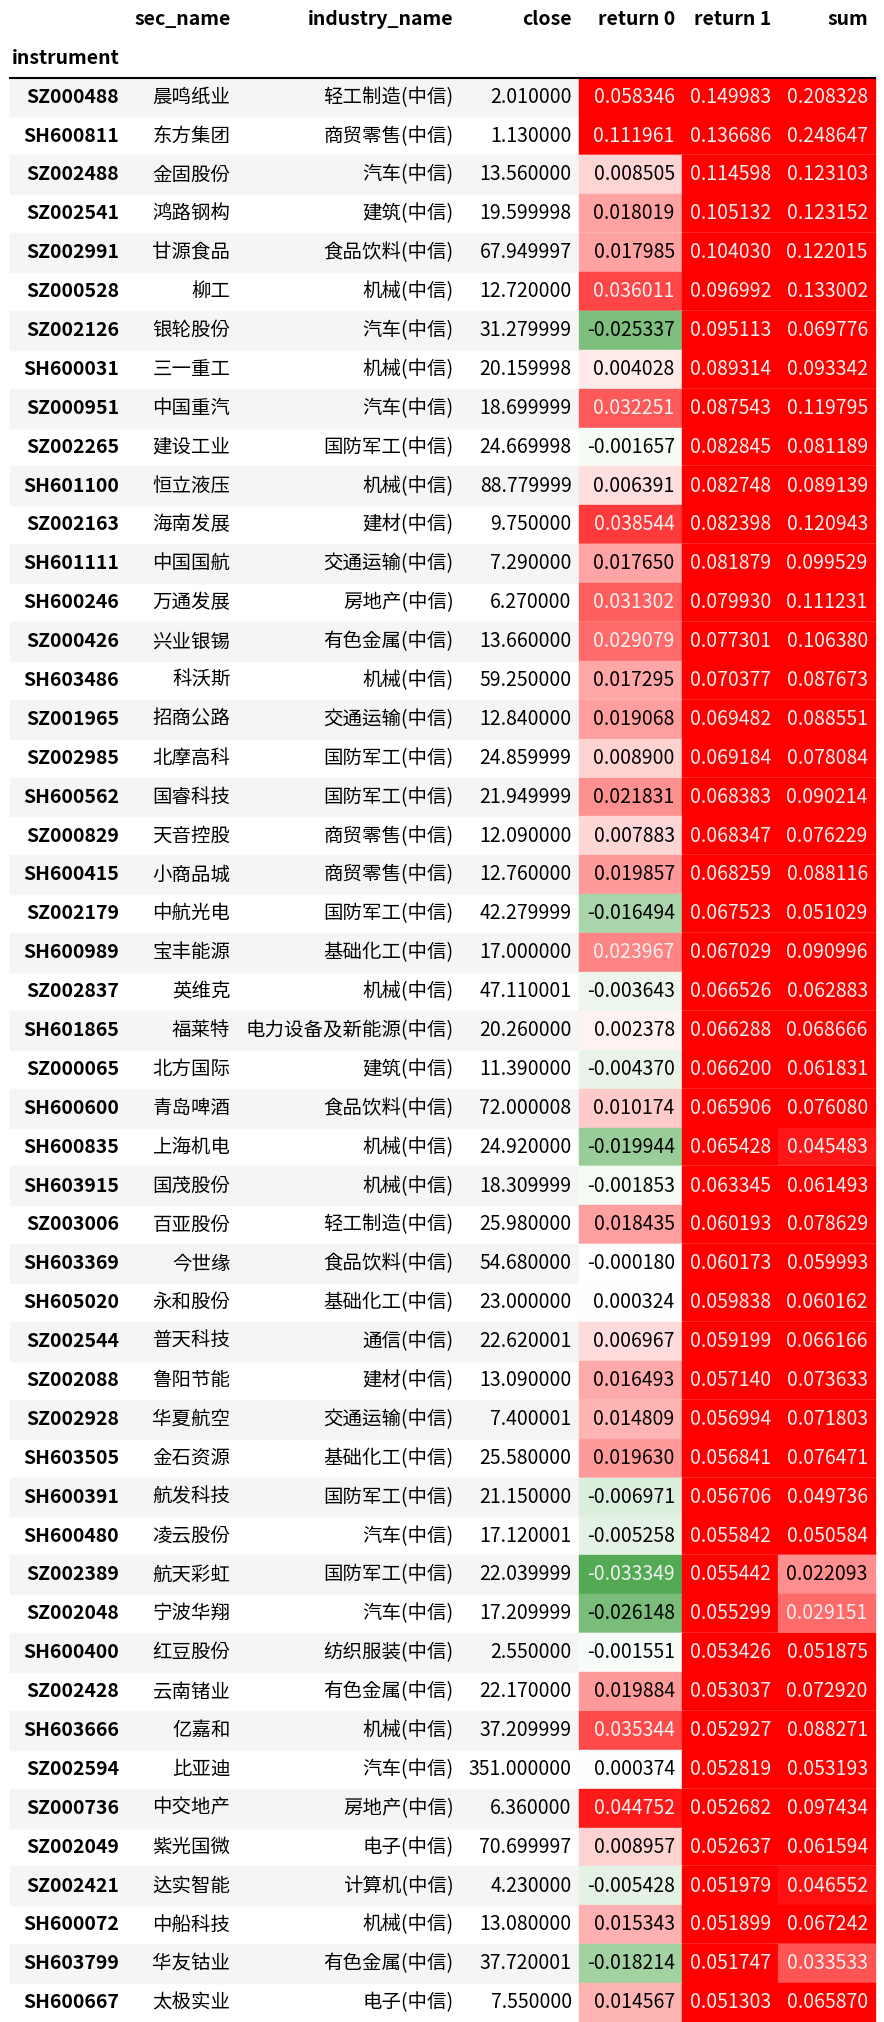 sec_name industry_name close return 0 return 1 sum
instrument
SZ000488 晨鸣纸业 轻工制造(中信) 2.010000 0.058346 0.149983 0.208328
SH600811 东方集团 商贸零售(中信) 1.130000 0.111961 0.136686 0.248647
SZ002488 金固股份 汽车(中信) 13.560000 0.008505 0.114598 0.123103
SZ002541 鸿路钢构 建筑(中信) 19.599998 0.018019 0.105132 0.123152
SZ002991 甘源食品 食品饮料(中信) 67.949997 0.017985 0.104030 0.122015
SZ000528 柳工 机械(中信) 12.720000 0.036011 0.096992 0.133002
SZ002126 银轮股份 汽车(中信) 31.279999 -0.025337 0.095113 0.069776
SH600031 三一重工 机械(中信) 20.159998 0.004028 0.089314 0.093342
SZ000951 中国重汽 汽车(中信) 18.699999 0.032251 0.087543 0.119795
SZ002265 建设工业 国防军工(中信) 24.669998 -0.001657 0.082845 0.081189
SH601100 恒立液压 机械(中信) 88.779999 0.006391 0.082748 0.089139
SZ002163 海南发展 建材(中信) 9.750000 0.038544 0.082398 0.120943
SH601111 中国国航 交通运输(中信) 7.290000 0.017650 0.081879 0.099529
SH600246 万通发展 房地产(中信) 6.270000 0.031302 0.079930 0.111231
SZ000426 兴业银锡 有色金属(中信) 13.660000 0.029079 0.077301 0.106380
SH603486 科沃斯 机械(中信) 59.250000 0.017295 0.070377 0.087673
SZ001965 招商公路 交通运输(中信) 12.840000 0.019068 0.069482 0.088551
SZ002985 北摩高科 国防军工(中信) 24.859999 0.008900 0.069184 0.078084
SH600562 国睿科技 国防军工(中信) 21.949999 0.021831 0.068383 0.090214
SZ000829 天音控股 商贸零售(中信) 12.090000 0.007883 0.068347 0.076229
SH600415 小商品城 商贸零售(中信) 12.760000 0.019857 0.068259 0.088116
SZ002179 中航光电 国防军工(中信) 42.279999 -0.016494 0.067523 0.051029
SH600989 宝丰能源 基础化工(中信) 17.000000 0.023967 0.067029 0.090996
SZ002837 英维克 机械(中信) 47.110001 -0.003643 0.066526 0.062883
SH601865 福莱特 电力设备及新能源(中信) 20.260000 0.002378 0.066288 0.068666
SZ000065 北方国际 建筑(中信) 11.390000 -0.004370 0.066200 0.061831
SH600600 青岛啤酒 食品饮料(中信) 72.000008 0.010174 0.065906 0.076080
SH600835 上海机电 机械(中信) 24.920000 -0.019944 0.065428 0.045483
SH603915 国茂股份 机械(中信) 18.309999 -0.001853 0.063345 0.061493
SZ003006 百亚股份 轻工制造(中信) 25.980000 0.018435 0.060193 0.078629
SH603369 今世缘 食品饮料(中信) 54.680000 -0.000180 0.060173 0.059993
SH605020 永和股份 基础化工(中信) 23.000000 0.000324 0.059838 0.060162
SZ002544 普天科技 通信(中信) 22.620001 0.006967 0.059199 0.066166
SZ002088 鲁阳节能 建材(中信) 13.090000 0.016493 0.057140 0.073633
SZ002928 华夏航空 交通运输(中信) 7.400001 0.014809 0.056994 0.071803
SH603505 金石资源 基础化工(中信) 25.580000 0.019630 0.056841 0.076471
SH600391 航发科技 国防军工(中信) 21.150000 -0.006971 0.056706 0.049736
SH600480 凌云股份 汽车(中信) 17.120001 -0.005258 0.055842 0.050584
SZ002389 航天彩虹 国防军工(中信) 22.039999 -0.033349 0.055442 0.022093
SZ002048 宁波华翔 汽车(中信) 17.209999 -0.026148 0.055299 0.029151
SH600400 红豆股份 纺织服装(中信) 2.550000 -0.001551 0.053426 0.051875
SZ002428 云南锗业 有色金属(中信) 22.170000 0.019884 0.053037 0.072920
SH603666 亿嘉和 机械(中信) 37.209999 0.035344 0.052927 0.088271
SZ002594 比亚迪 汽车(中信) 351.000000 0.000374 0.052819 0.053193
SZ000736 中交地产 房地产(中信) 6.360000 0.044752 0.052682 0.097434
SZ002049 紫光国微 电子(中信) 70.699997 0.008957 0.052637 0.061594
SZ002421 达实智能 计算机(中信) 4.230000 -0.005428 0.051979 0.046552
SH600072 中船科技 机械(中信) 13.080000 0.015343 0.051899 0.067242
SH603799 华友钴业 有色金属(中信) 37.720001 -0.018214 0.051747 0.033533
SH600667 太极实业 电子(中信) 7.550000 0.014567 0.051303 0.065870